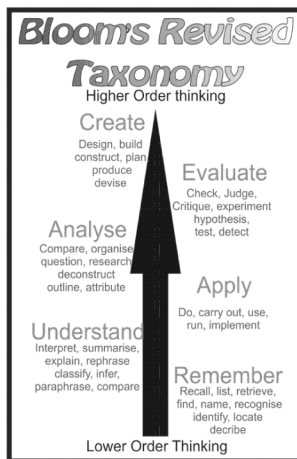 Bloom's Revised
Taxonomy
Higher Order thinking
Create
Design, build
construct, plan
produce
devise
Evaluate
Check, Judge,
Critique, experiment
hypothesis,
test, detect
Analyse
Compare, organise
question, research
deconstruct
outline, attribute
Apply
Do, carry out, use,
run, implement
Understand
Interpret, summarise,
explain, rephrase
classify, infer,
paraphrase, compare
Remember
Recall, list, retrieve,
find, name, recognise
identify, locate
decribe
Lower Order Thinking